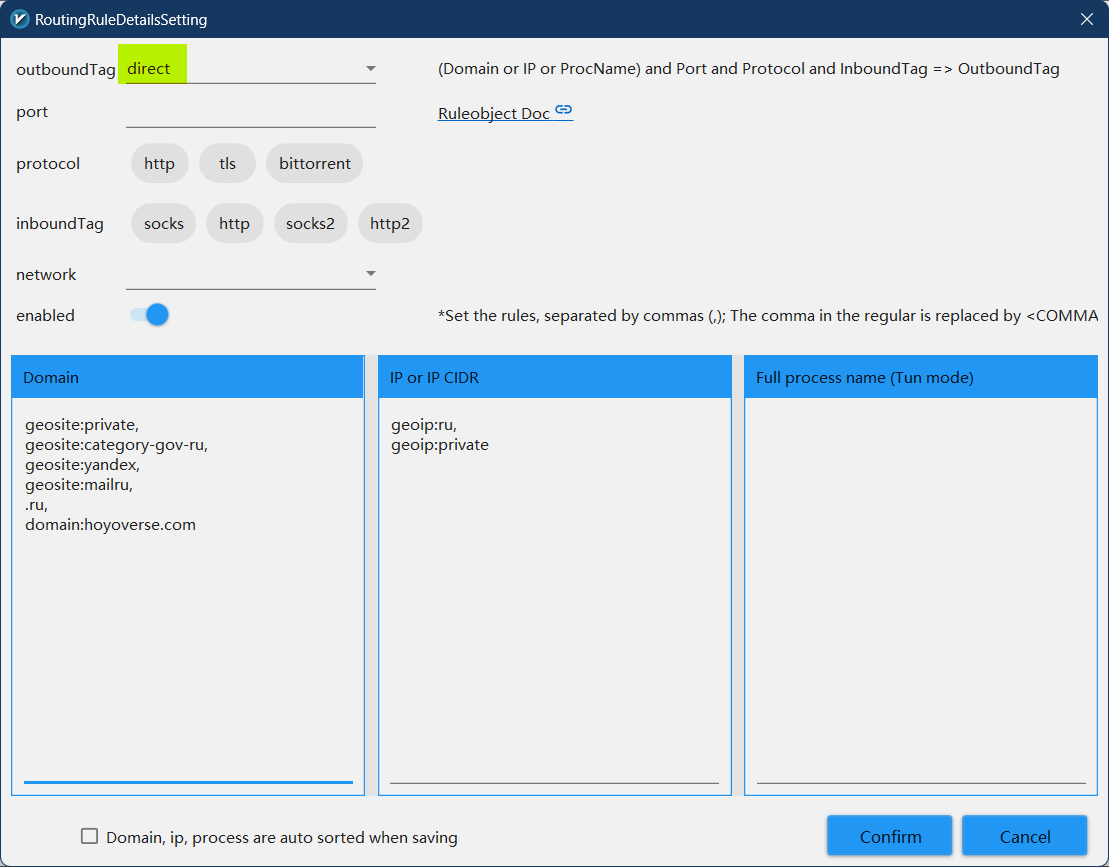 RoutingRuleDetailsSetting
outboundTag direct (Domain or IP or ProcName) and Port and Protocol and InboundTag => OutboundTag
port Ruleobject Doc
protocol http tls bittorrent
inboundTag socks http socks2 http2
network
enabled *Set the rules, separated by commas (,); The comma in the regular is replaced by <COMMA
Domain
geosite:private,
geosite:category-gov-ru,
geosite:yandex,
geosite:mailru,
.ru,
domain:hoyoverse.com
IP or IP CIDR
geoip:ru,
geoip:private
Full process name (Tun mode)
Domain, ip, process are auto sorted when saving
Confirm Cancel